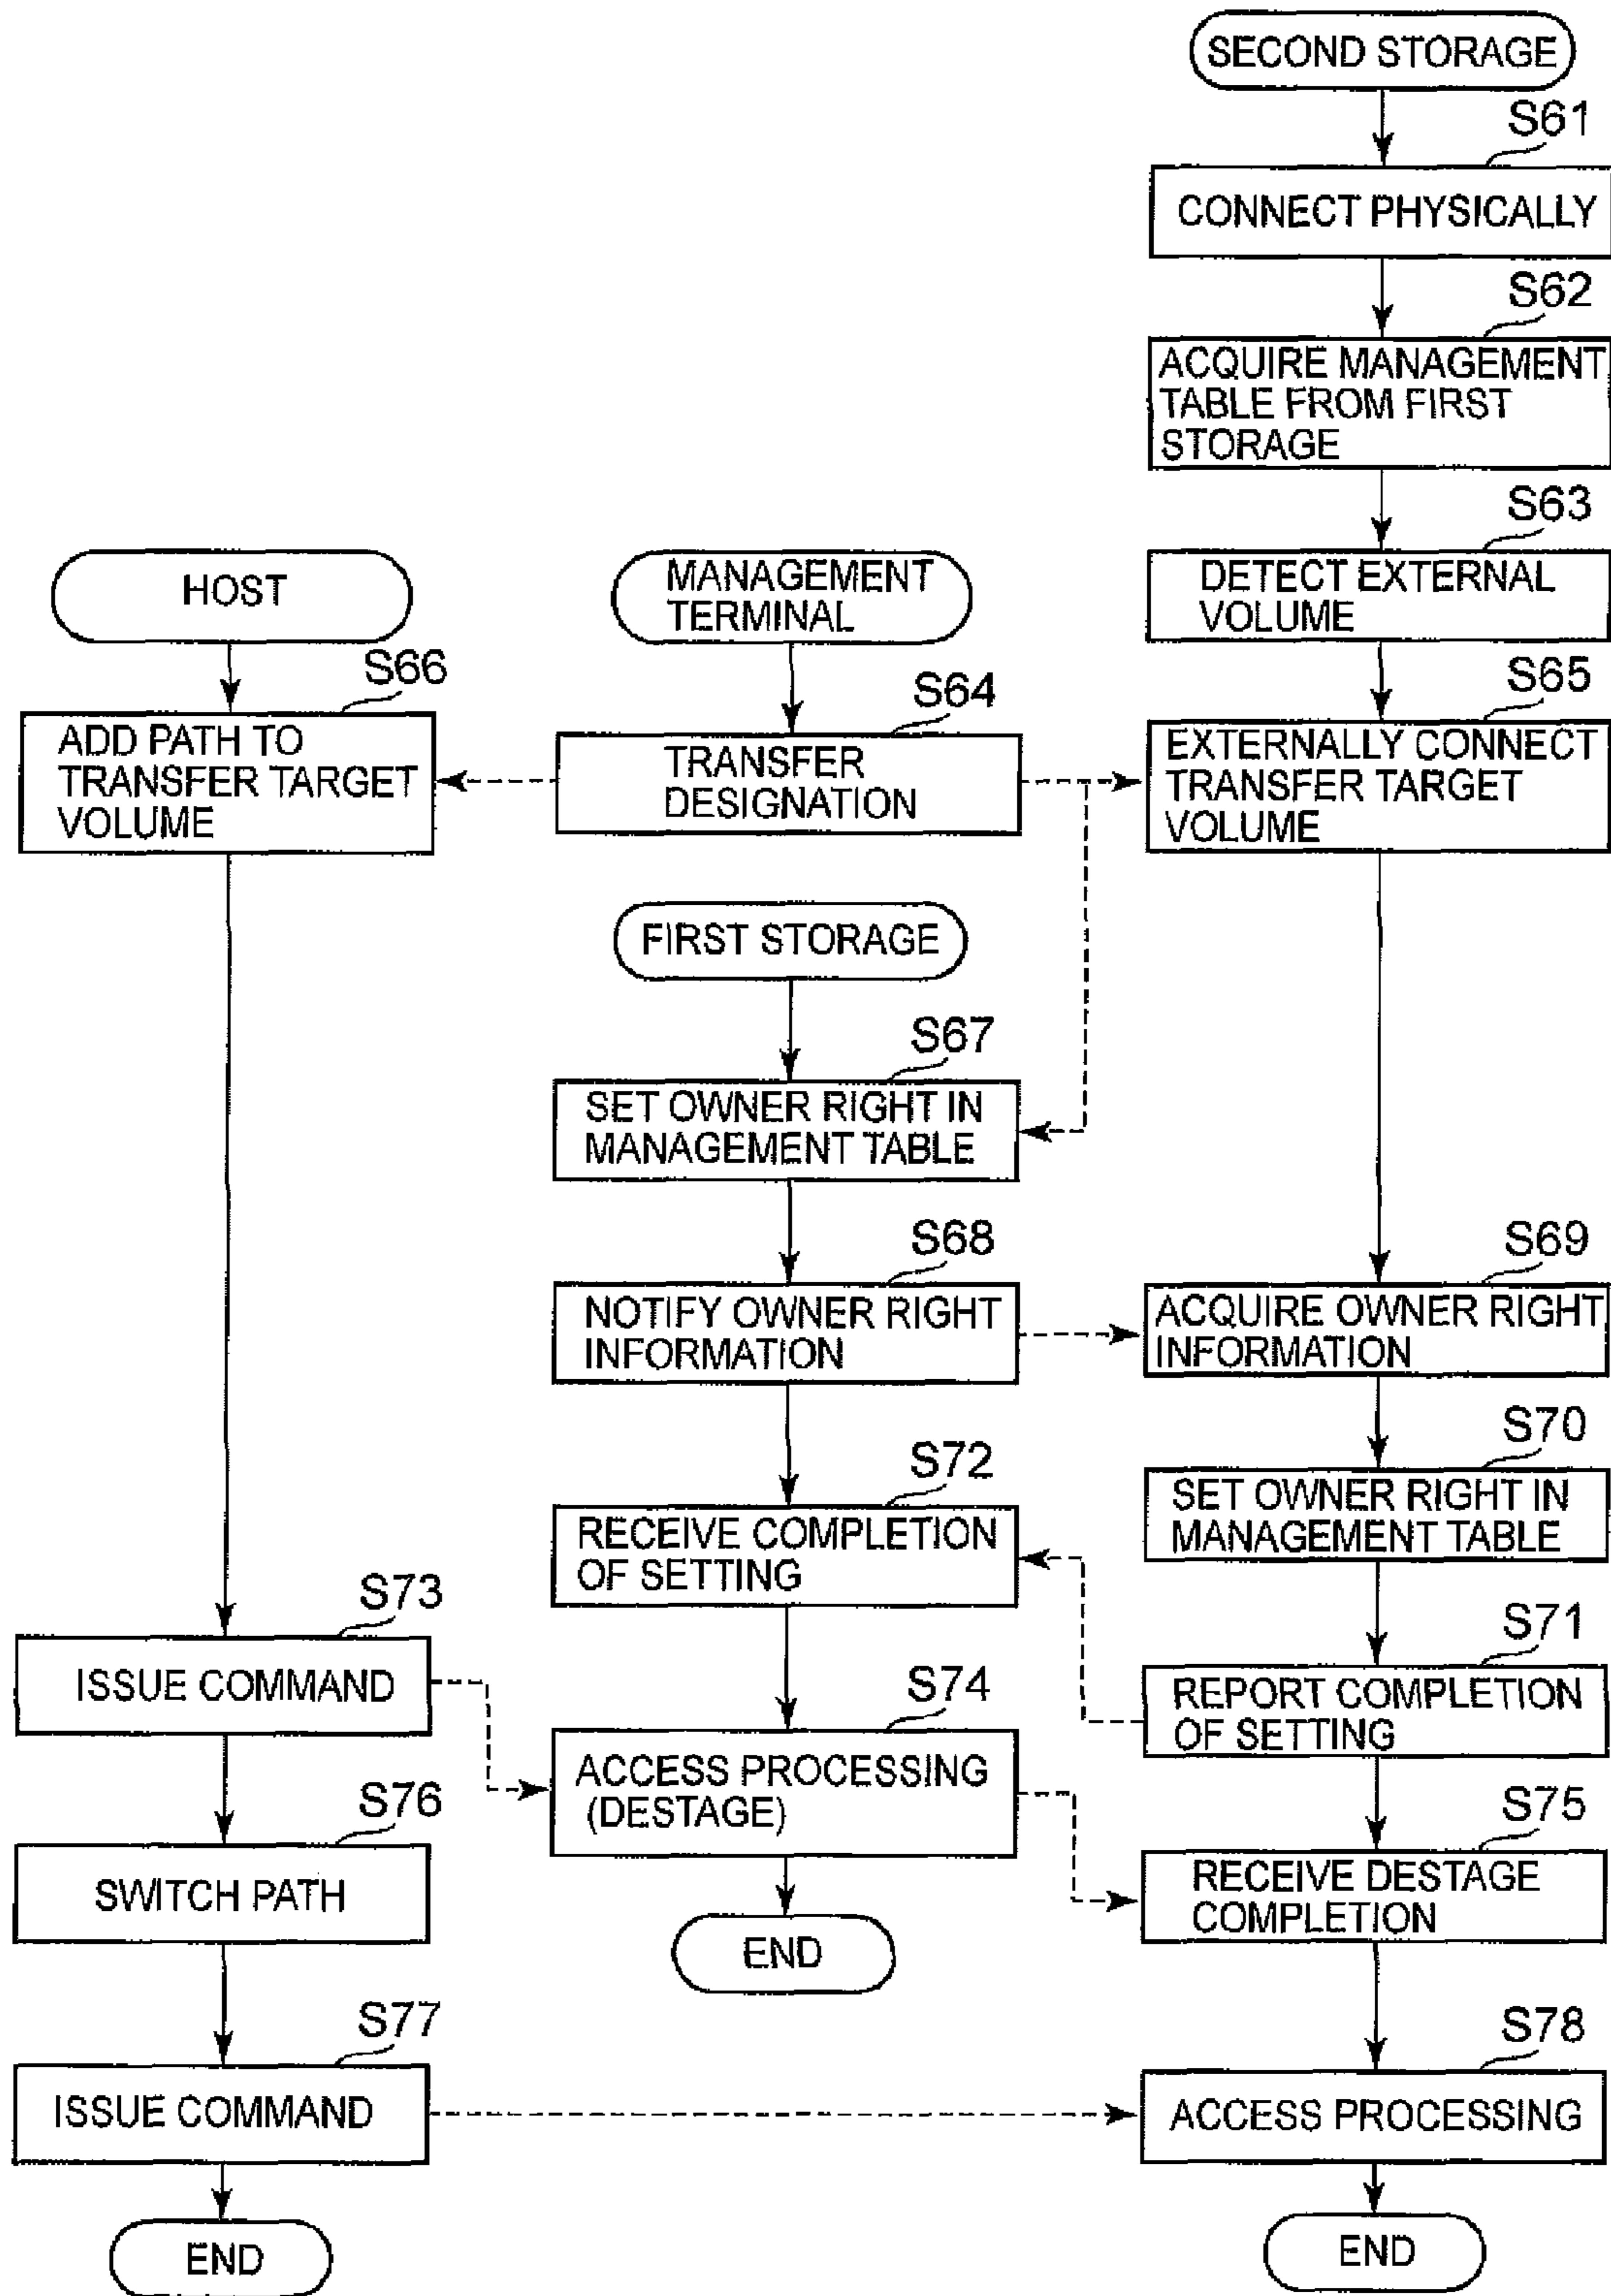 SECOND STORAGE
S61
CONNECT PHYSICALLY
S62
ACQUIRE MANAGEMENT
TABLE FROM FIRST
STORAGE
S63
DETECT EXTERNAL
VOLUME
HOST
MANAGEMENT
TERMINAL
S66
ADD PATH TO
TRANSFER TARGET
VOLUME
S64
TRANSFER
DESIGNATION
S65
EXTERNALLY CONNECT
TRANSFER TARGET
VOLUME
FIRST STORAGE
S67
SET OWNER RIGHT IN
MANAGEMENT TABLE
S68
NOTIFY OWNER RIGHT
INFORMATION
S69
ACQUIRE OWNER RIGHT
INFORMATION
S70
SET OWNER RIGHT IN
MANAGEMENT TABLE
S72
RECEIVE COMPLETION
OF SETTING
S71
REPORT COMPLETION
OF SETTING
S73
ISSUE COMMAND
S74
ACCESS PROCESSING
(DESTAGE)
END
S75
RECEIVE DESTAGE
COMPLETION
S76
SWITCH PATH
S77
ISSUE COMMAND
S78
ACCESS PROCESSING
END
END